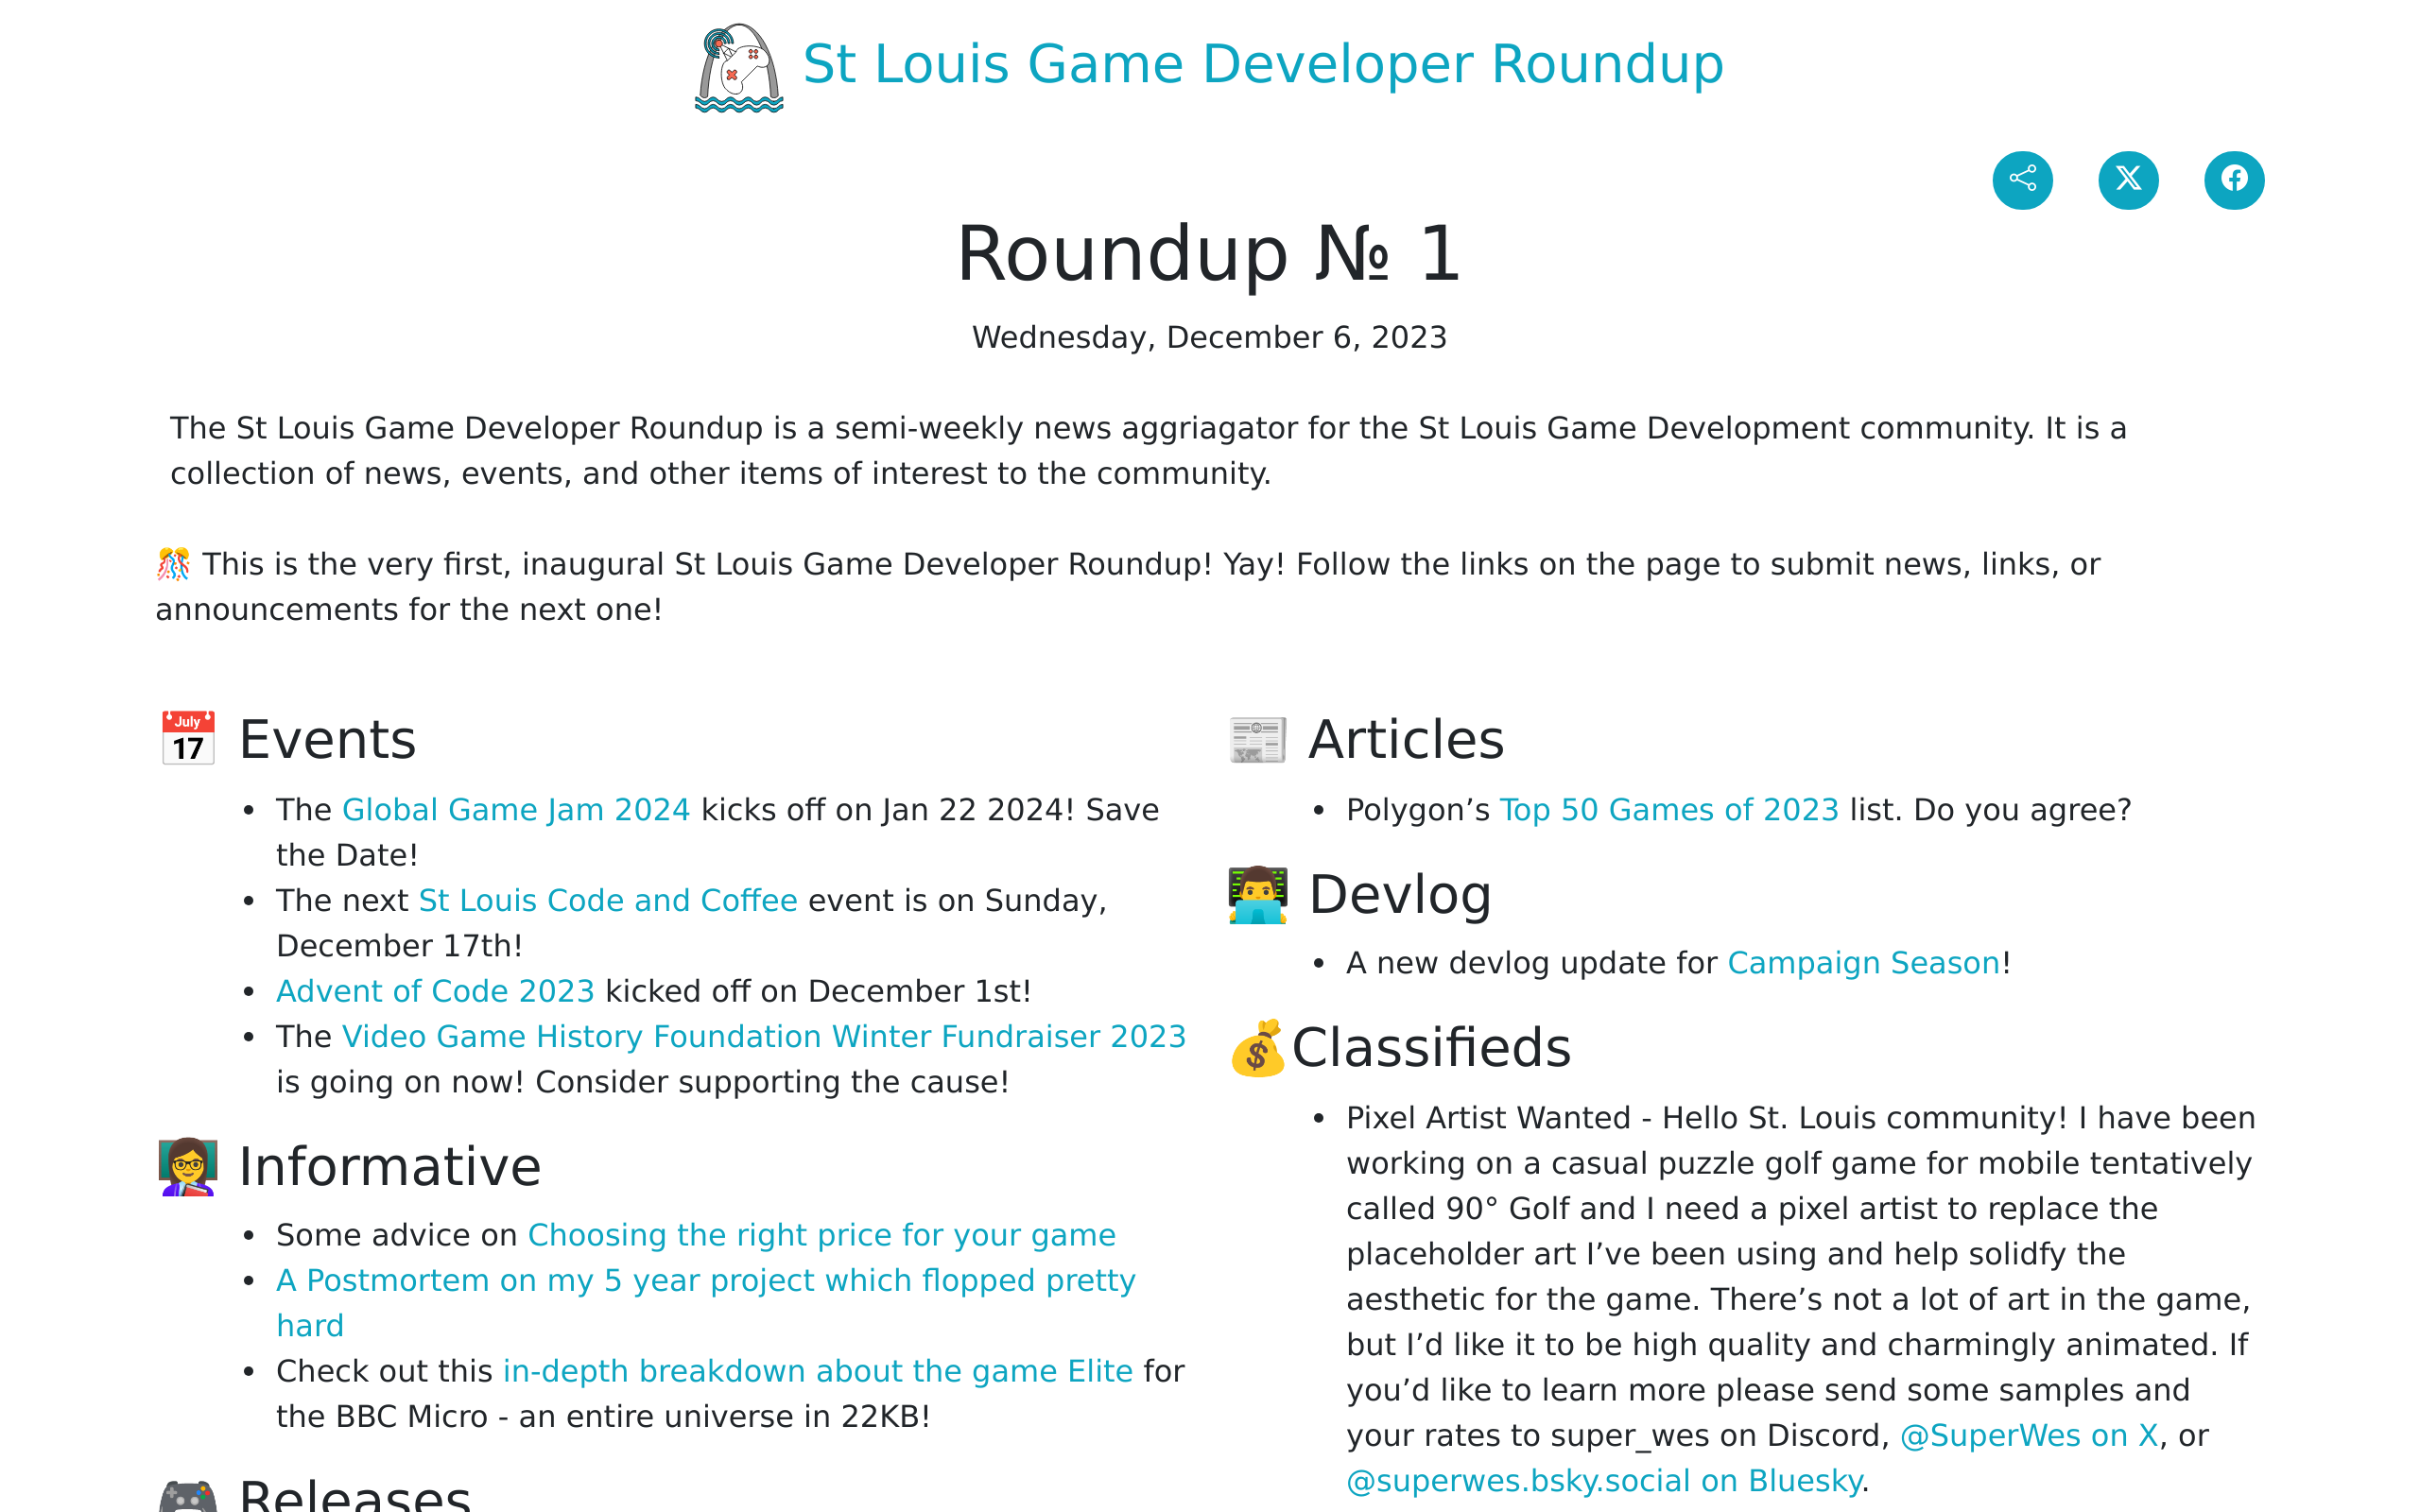 St Louis Game Developer Roundup
Roundup № 1
Wednesday, December 6, 2023
The St Louis Game Developer Roundup is a semi-weekly news aggriagator for the St Louis Game Development community. It is a
collection of news, events, and other items of interest to the community.
🎊 This is the very first, inaugural St Louis Game Developer Roundup! Yay! Follow the links on the page to submit news, links, or
announcements for the next one!
📅 Events
• The Global Game Jam 2024 kicks off on Jan 22 2024! Save
the Date!
• The next St Louis Code and Coffee event is on Sunday,
December 17th!
• Advent of Code 2023 kicked off on December 1st!
• The Video Game History Foundation Winter Fundraiser 2023
is going on now! Consider supporting the cause!
👩‍🏫 Informative
• Some advice on Choosing the right price for your game
• A Postmortem on my 5 year project which flopped pretty
hard
• Check out this in-depth breakdown about the game Elite for
the BBC Micro - an entire universe in 22KB!
🎮 Releases
📰 Articles
• Polygon’s Top 50 Games of 2023 list. Do you agree?
👨‍💻 Devlog
• A new devlog update for Campaign Season!
💰Classifieds
• Pixel Artist Wanted - Hello St. Louis community! I have been
working on a casual puzzle golf game for mobile tentatively
called 90° Golf and I need a pixel artist to replace the
placeholder art I’ve been using and help solidfy the
aesthetic for the game. There’s not a lot of art in the game,
but I’d like it to be high quality and charmingly animated. If
you’d like to learn more please send some samples and
your rates to super_wes on Discord, @SuperWes on X, or
@superwes.bsky.social on Bluesky.